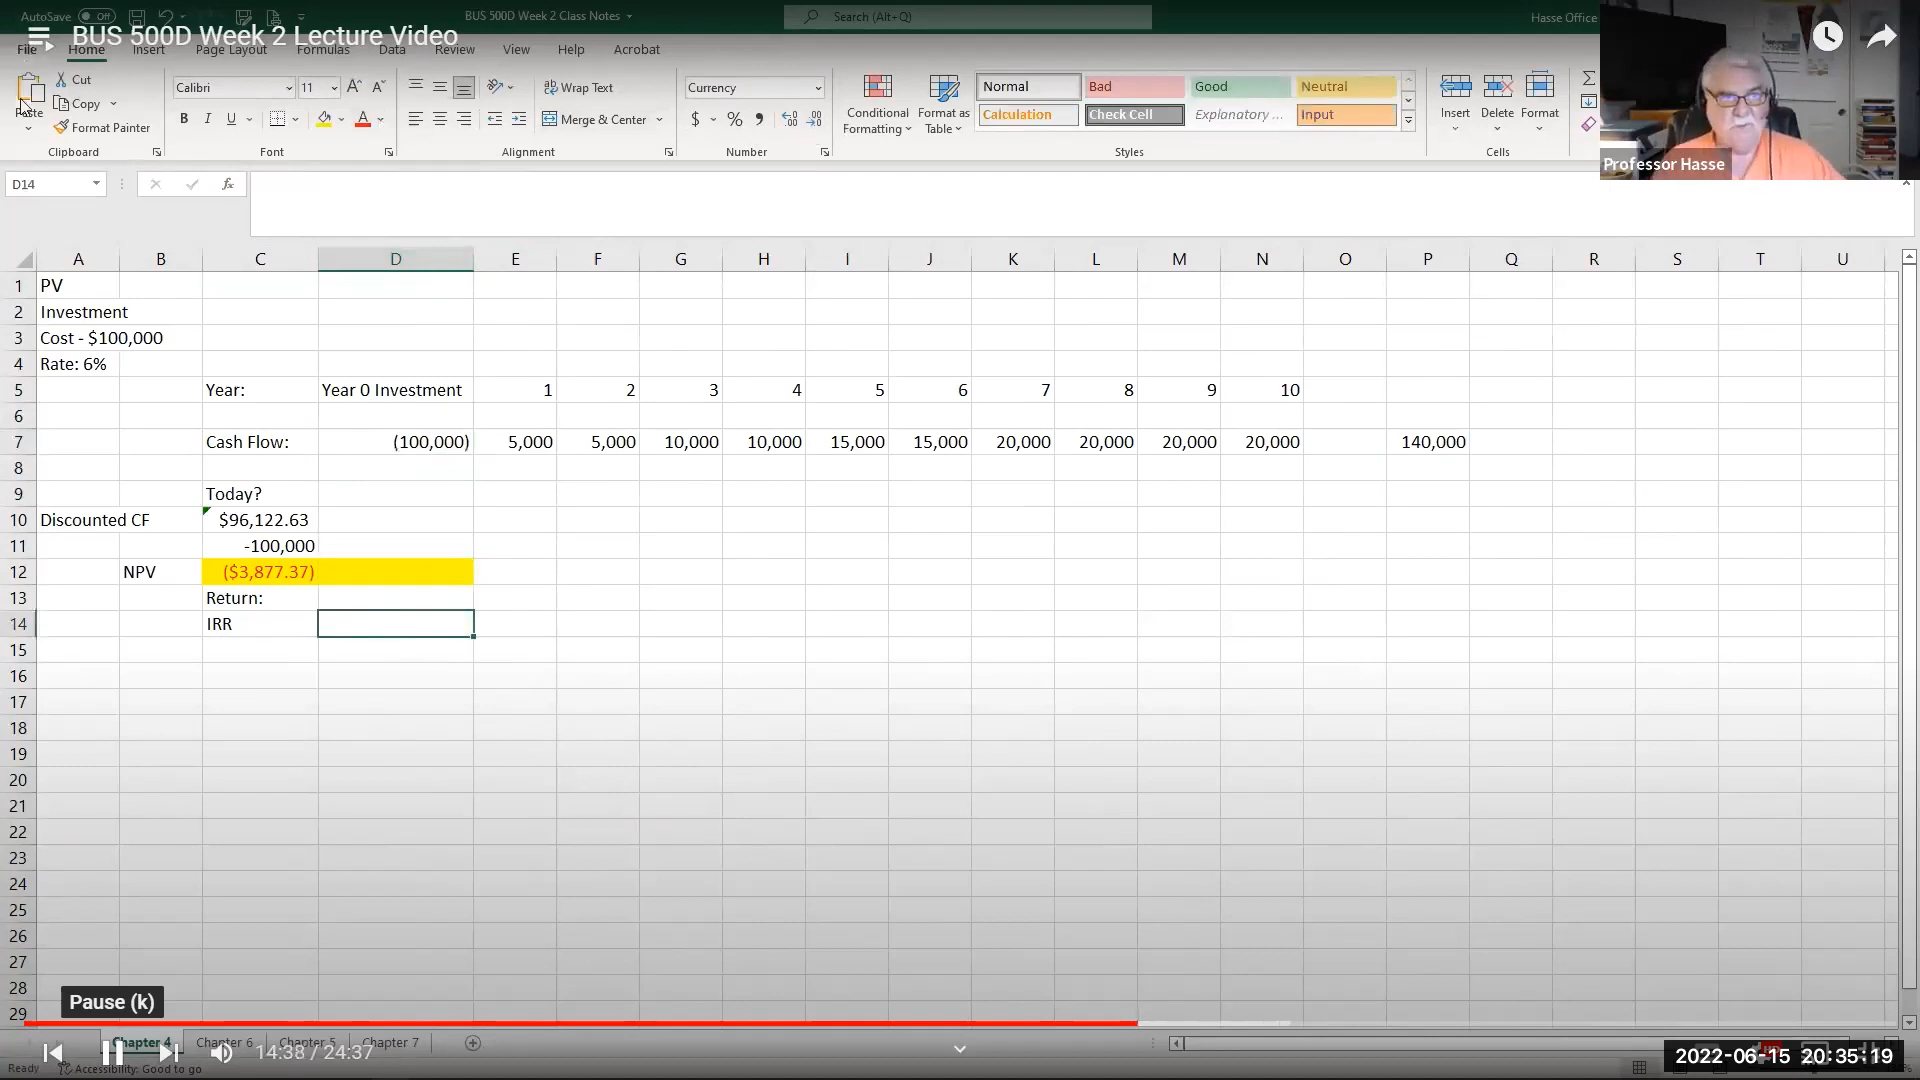 AutoSave Off BUS 500D Week 2 Class Notes Search (Alt+Q) Hasse Office
BUS 500D Week 2 Lecture Video
File Home Insert Page Layout Formulas Data Review View Help Acrobat
Paste
Cut
Copy
Format Painter
Calibri 11
B I U
Wrap Text
Merge & Center
Currency
$ % 9
Conditional Formatting
Format as Table
Normal Bad Good Neutral
Calculation Check Cell Explanatory ... Input
Insert Delete Format
Clipboard Font Alignment Number Styles Cells
Professor Hasse
D14 fx
A B C D E F G H I J K L M N O P Q R S T U
1 PV
2 Investment
3 Cost - $100,000
4 Rate: 6%
5 Year: Year 0 Investment 1 2 3 4 5 6 7 8 9 10
6
7 Cash Flow: (100,000) 5,000 5,000 10,000 10,000 15,000 15,000 20,000 20,000 20,000 20,000 140,000
8
9 Today?
10 Discounted CF $96,122.63
11 -100,000
12 NPV ($3,877.37)
13 Return:
14 IRR
15
16
17
18
19
20
21
22
23
24
25
26
27
28
29
Pause (k)
Chapter 4 Chapter 6 Chapter 5 Chapter 7
14:38 / 24:37
Ready Accessibility: Good to go
2022-06-15 20:35:19